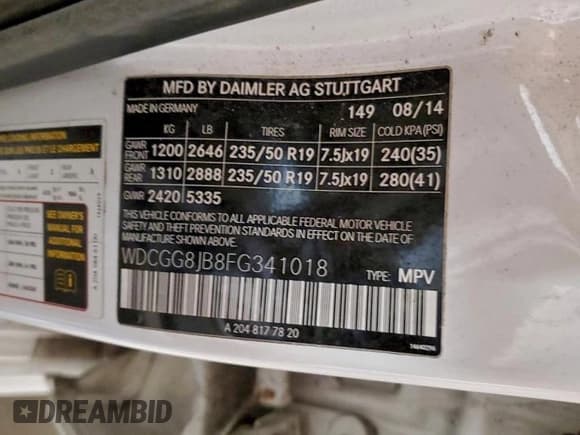 MFD BY DAIMLER AG STUTTGART
MADE IN GERMANY 149 08/14
KG LB TIRES RIM SIZE COLD KPA(PSI)
GAWR FRONT 1200 2646 235/50 R19 7.5Jx19 240(35)
GAWR REAR 1310 2888 235/50 R19 7.5Jx19 280(41)
GVWR 2420 5335
THIS VEHICLE CONFORMS TO ALL APPLICABLE FEDERAL MOTOR VEHICLE
SAFETY AND THEFT PREVENTION STANDARDS IN EFFECT ON THE DATE OF
MANUFACTURE SHOWN ABOVE.
WDCGG8JB8FG341018 TYPE: MPV
A 204 817 78 20
SEE OWNER'S
MANUAL FOR
ADDITIONAL
INFORMATION
DREAMBID